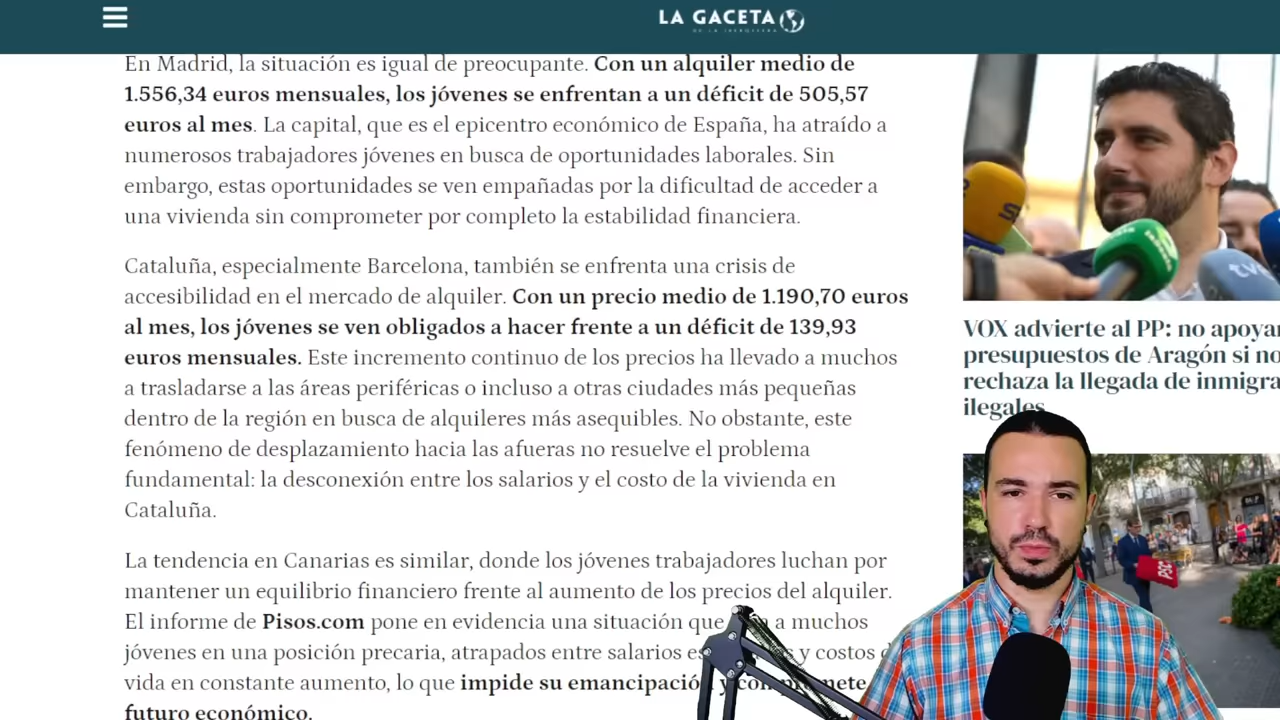 LA GACETA
En Madrid, la situación es igual de preocupante. Con un alquiler medio de
1.556,34 euros mensuales, los jóvenes se enfrentan a un déficit de 505,57
euros al mes. La capital, que es el epicentro económico de España, ha atraído a
numerosos trabajadores jóvenes en busca de oportunidades laborales. Sin
embargo, estas oportunidades se ven empañadas por la dificultad de acceder a
una vivienda sin comprometer por completo la estabilidad financiera.
Cataluña, especialmente Barcelona, también se enfrenta una crisis de
accesibilidad en el mercado de alquiler. Con un precio medio de 1.190,70 euros
al mes, los jóvenes se ven obligados a hacer frente a un déficit de 139,93
euros mensuales. Este incremento continuo de los precios ha llevado a muchos
a trasladarse a las áreas periféricas o incluso a otras ciudades más pequeñas
dentro de la región en busca de alquileres más asequibles. No obstante, este
fenómeno de desplazamiento hacia las afueras no resuelve el problema
fundamental: la desconexión entre los salarios y el costo de la vivienda en
Cataluña.
La tendencia en Canarias es similar, donde los jóvenes trabajadores luchan por
mantener un equilibrio financiero frente al aumento de los precios del alquiler.
El informe de Pisos.com pone en evidencia una situación que a muchos
jóvenes en una posición precaria, atrapados entre salarios y costos
vida en constante aumento, lo que impide su emancipación y
futuro económico.
VOX advierte al PP: no apoyar
presupuestos de Aragón si no
rechaza la llegada de inmigra
ilegales
tve
PSC